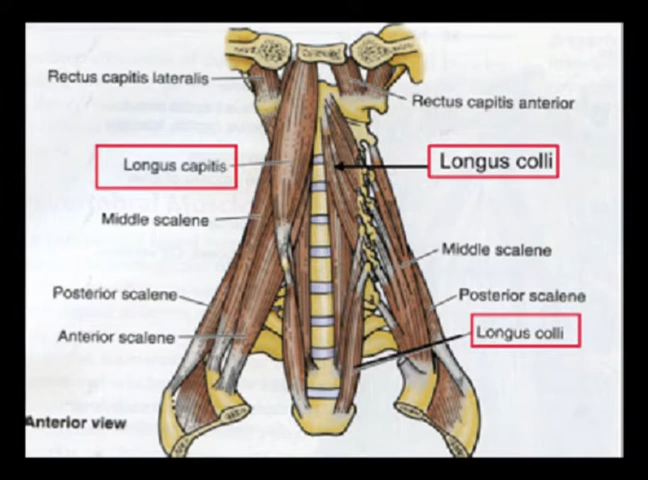 Rectus capitis lateralis
Rectus capitis anterior
Longus capitis
Longus colli
Middle scalene
Middle scalene
Posterior scalene
Posterior scalene
Anterior scalene
Longus colli
Anterior view